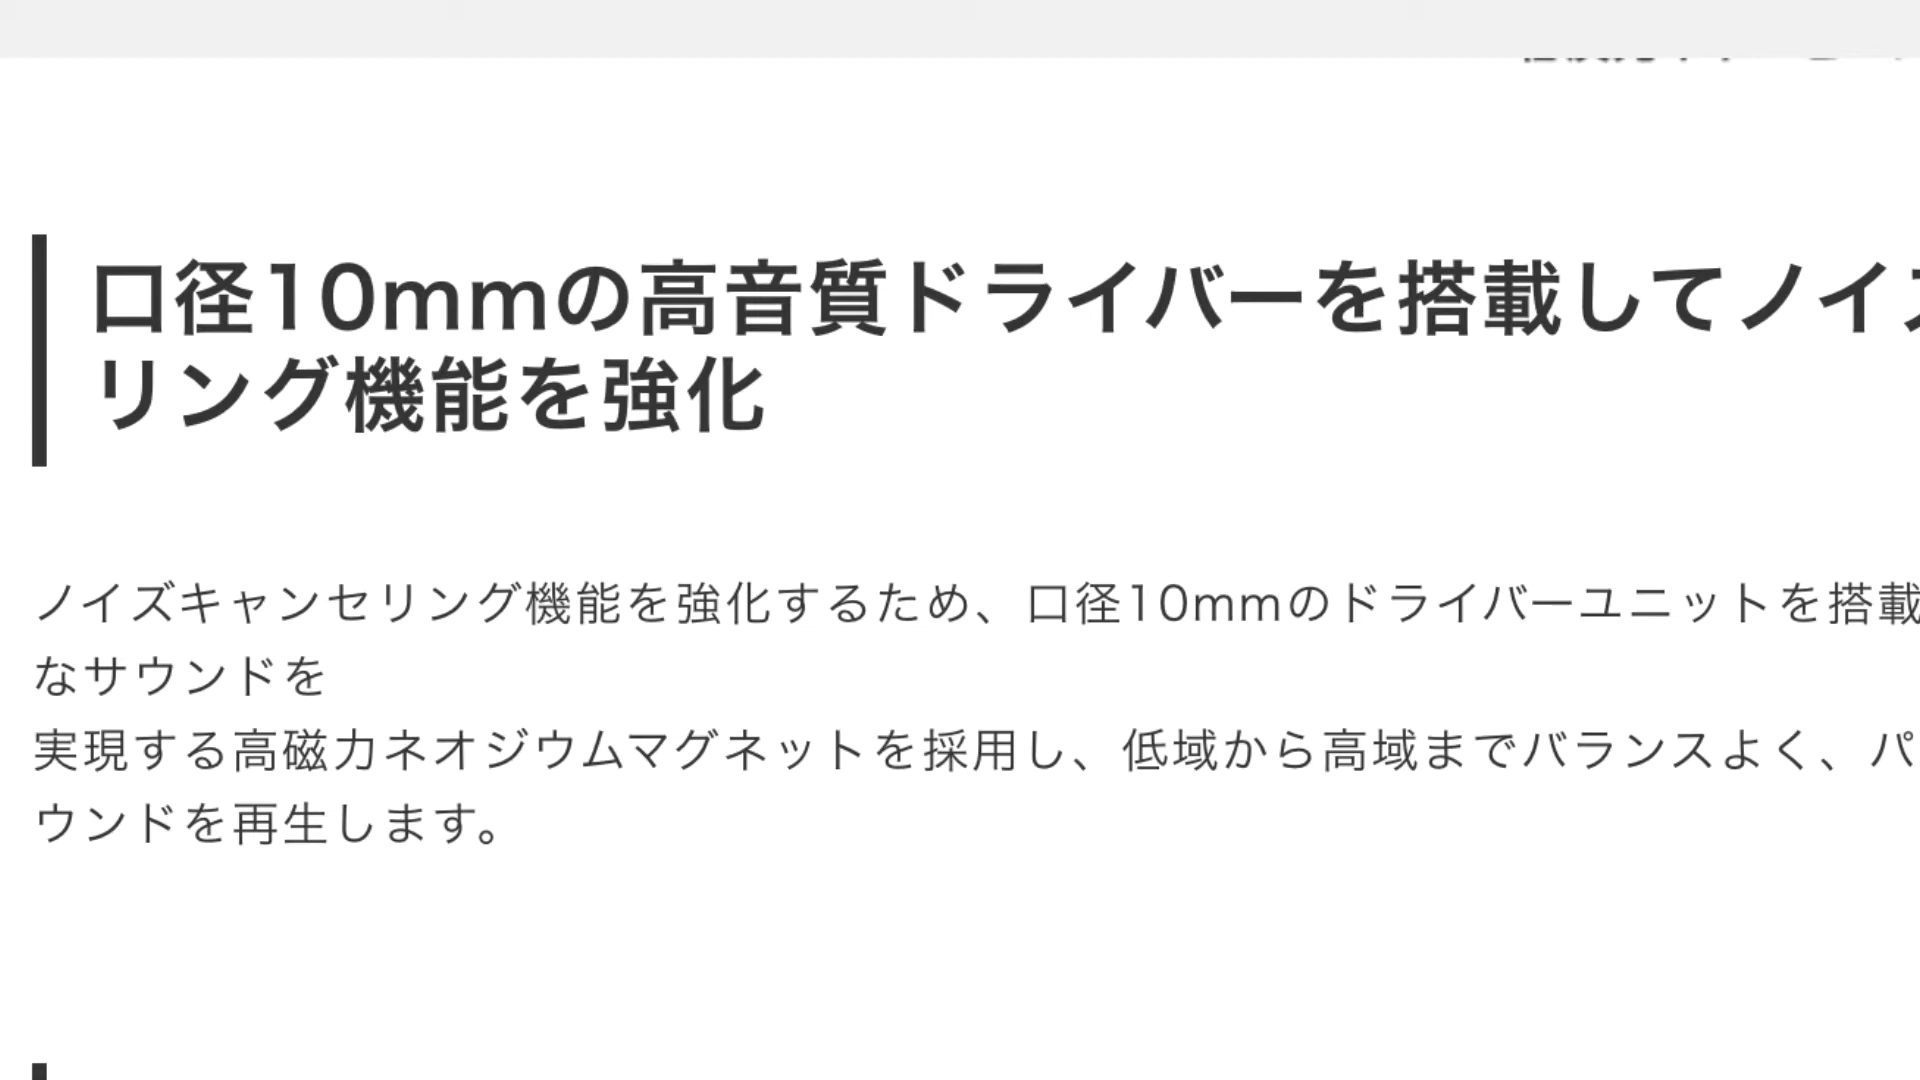 口径10mmの高音質ドライバーを搭載してノイ
リング機能を強化
ノイズキャンセリング機能を強化するため、口径10mmのドライバーユニットを搭載
なサウンドを
実現する高磁力ネオジウムマグネットを採用し、低域から高域までバランスよく、パ
ウンドを再生します。